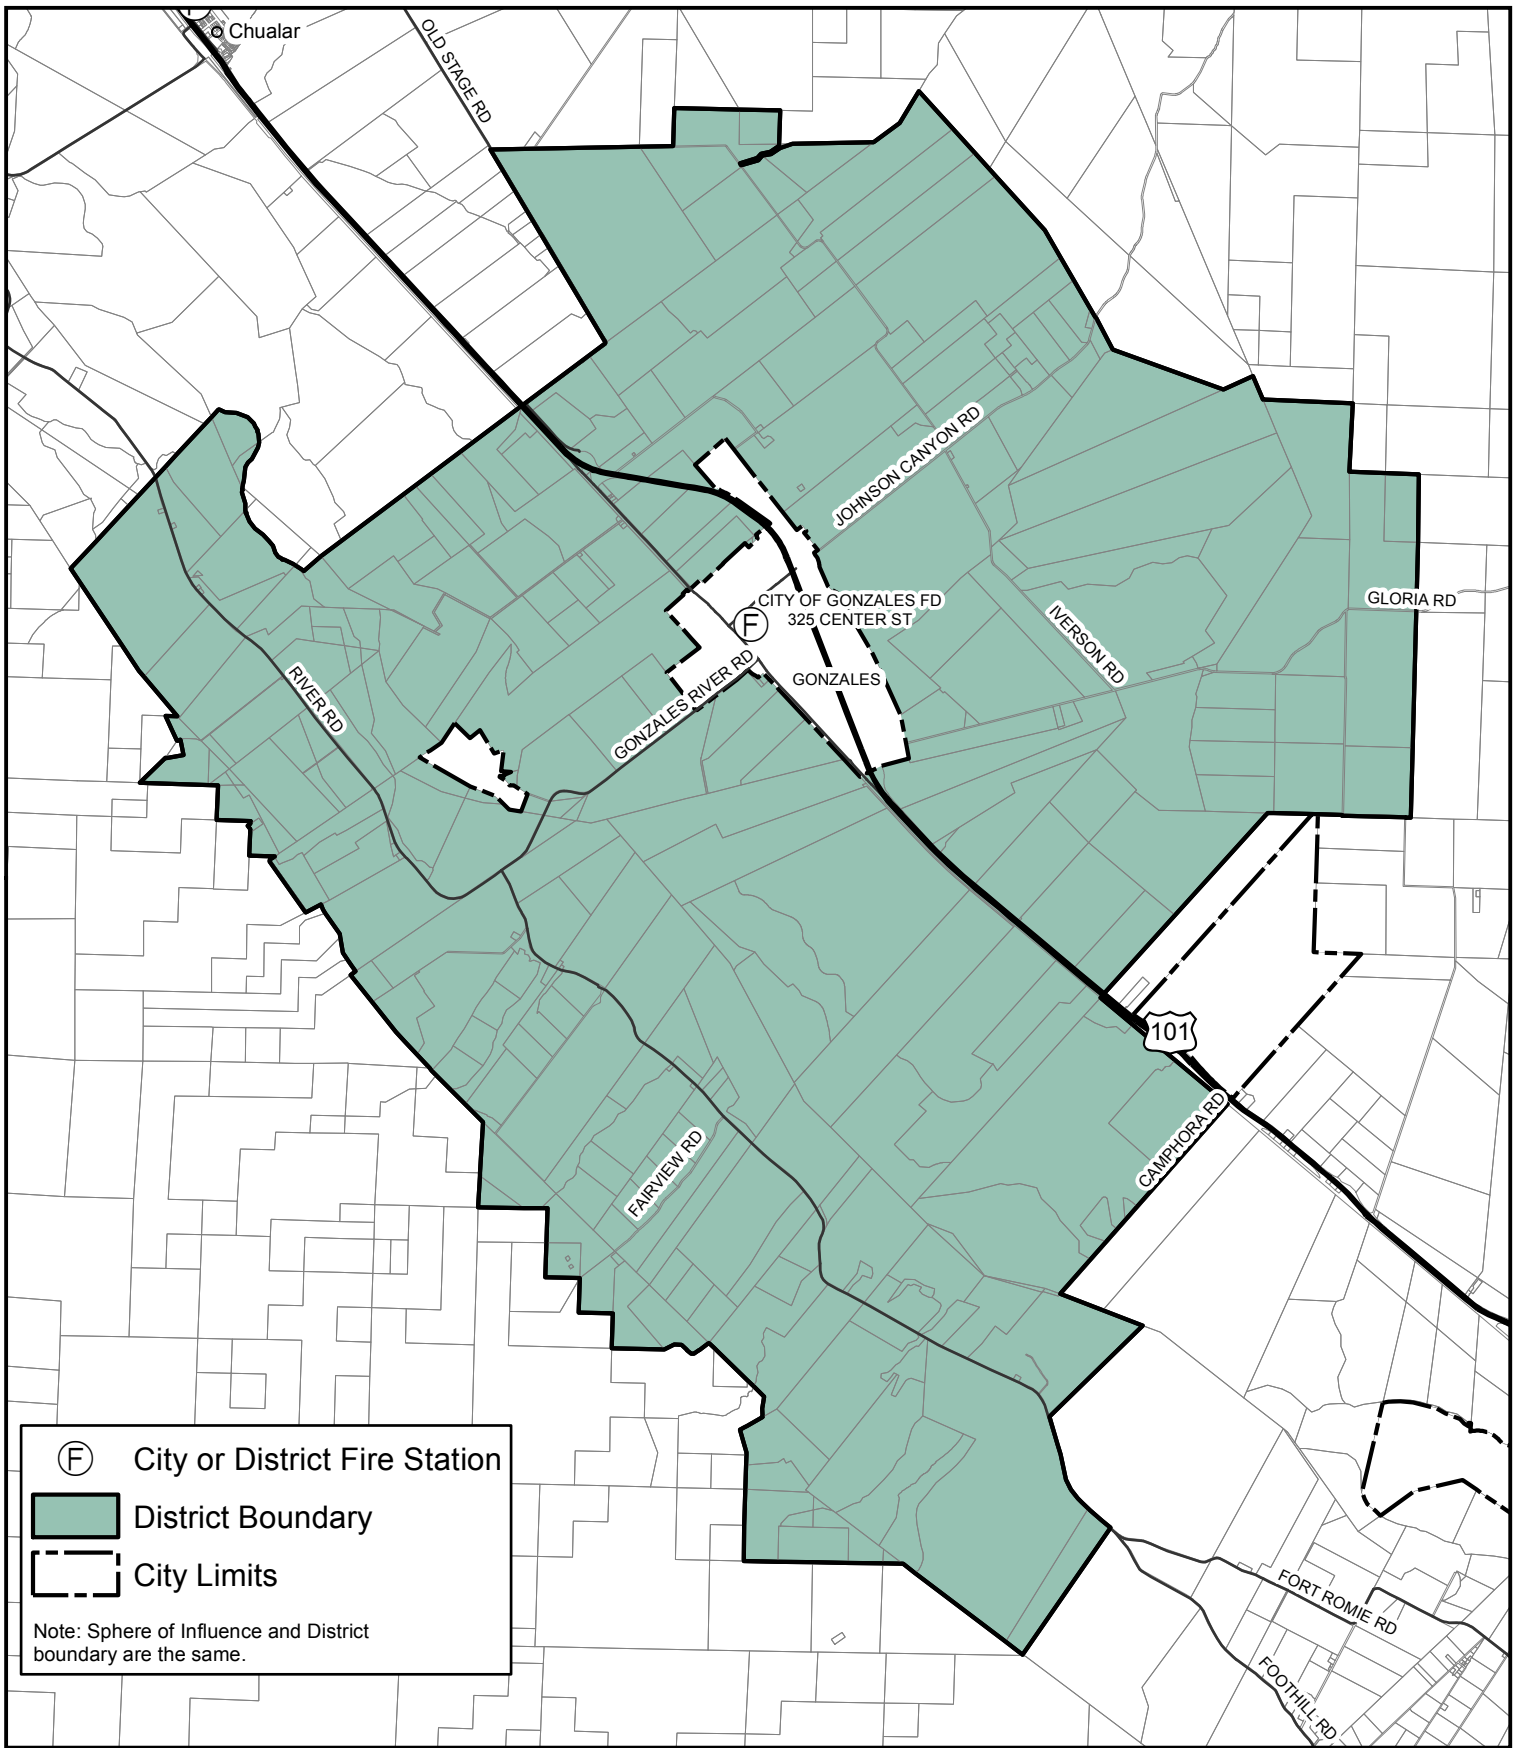 Chualar
OLD STAGE RD
JOHNSON CANYON RD
CITY OF GONZALES FD
325 CENTER ST
F
GLORIA RD
IVERSON RD
GONZALES
RIVER RD
GONZALES RIVER RD
101
CAMPHORA RD
FAIRVIEW RD
F City or District Fire Station
District Boundary
City Limits
Note: Sphere of Influence and District
boundary are the same.
FORT ROMIE RD
FOOTHILL RD